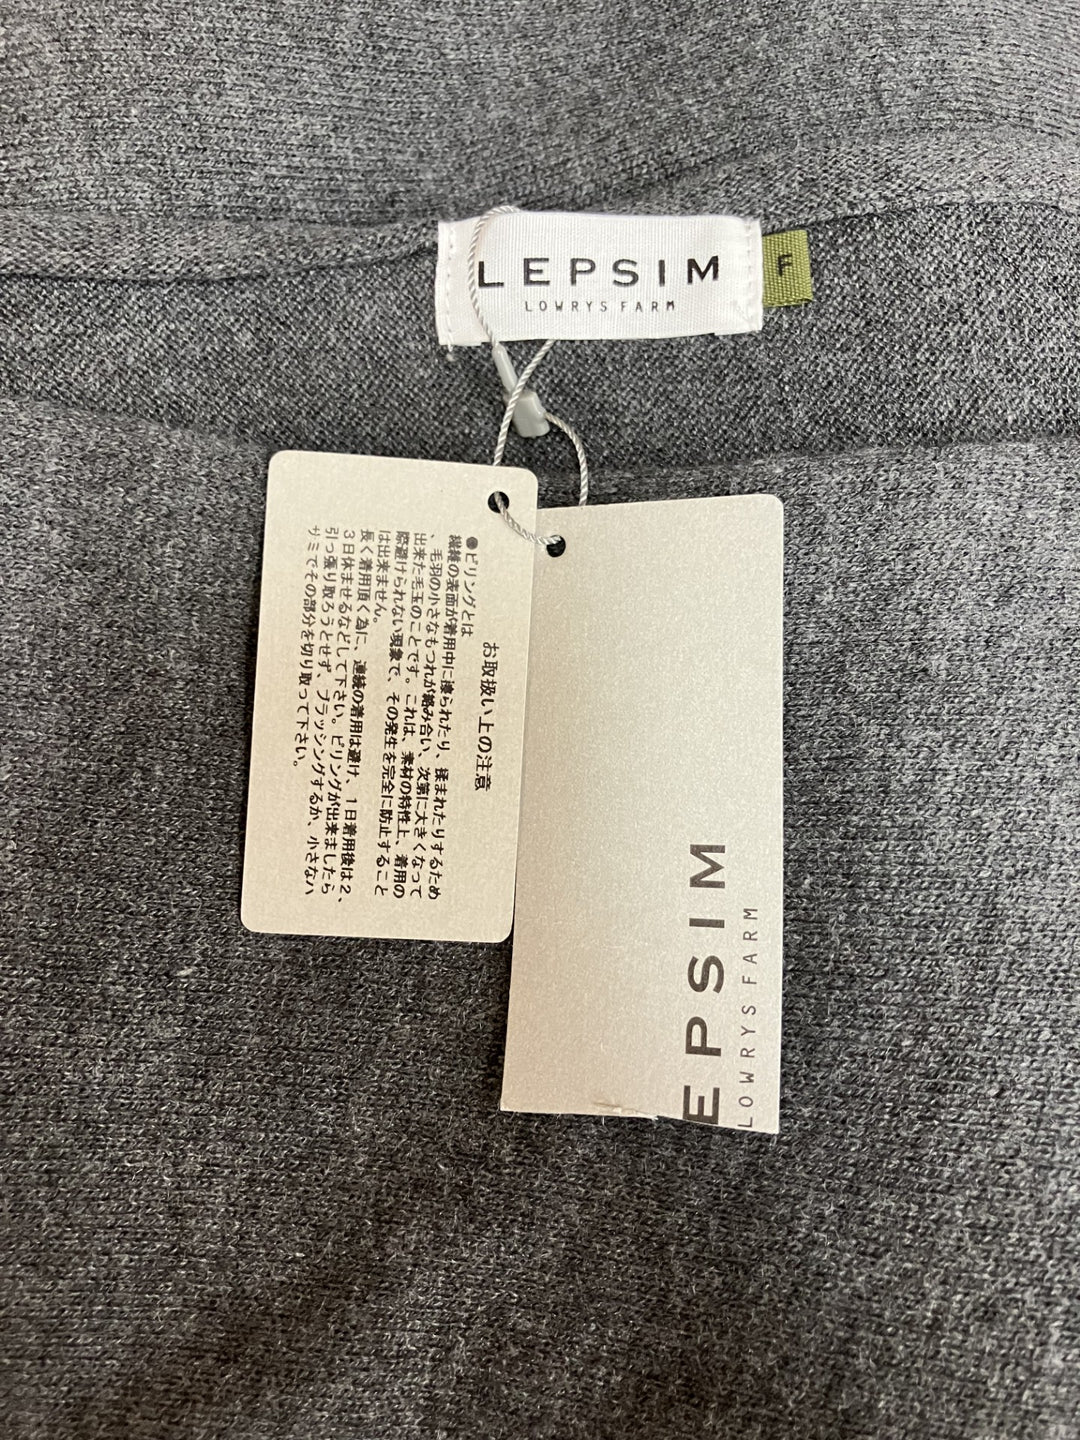 LEPSIM
LOWRYS FARM
F
お取扱い上の注意
●ピリングとは
繊維の表面が着用中に擦られたり、揉まれたりするため
、毛羽の小さなもつれが絡み合い、次第に大きくなって
出来た毛玉のことです。これは、素材の特性上、着用の
際避けられない現象で、その発生を完全に防止すること
は出来ません。
長く着用頂く為に、連続の着用は避け、1日着用後は2、
3日休ませるなどして下さい。ピリングが出来ましたら
引っ張り取ろうとせず、ブラッシングするか、小さなハ
サミでその部分を切り取って下さい。
EPSIM
LOWRYS FARM